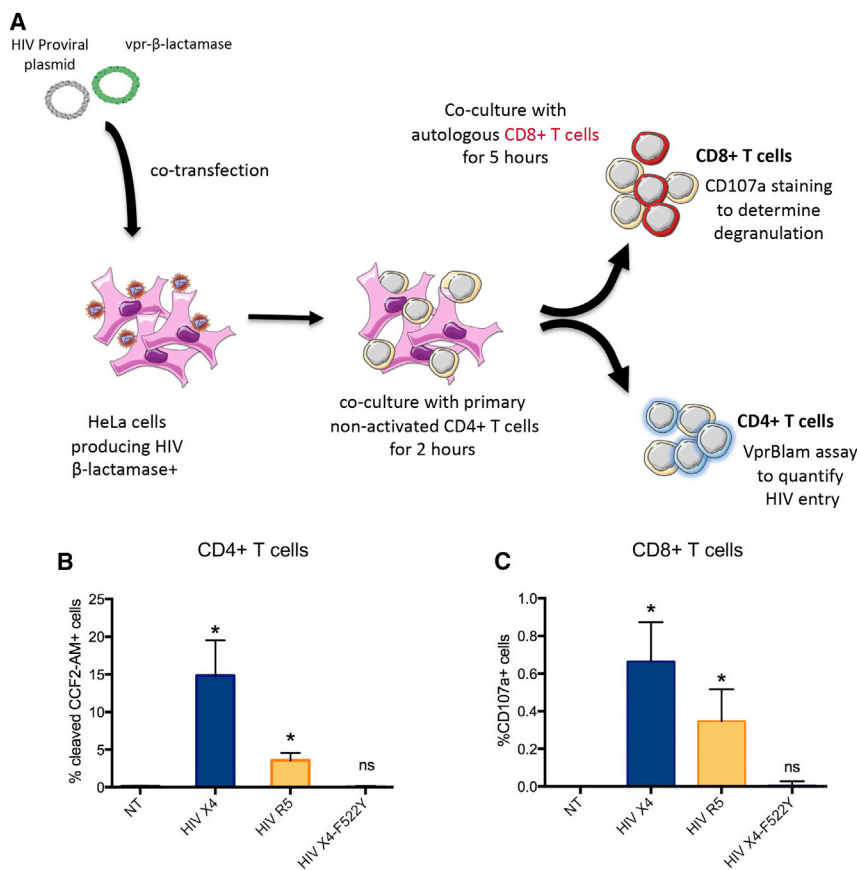 A
HIV Proviral
plasmid
vpr-β-lactamase
co-transfection
HeLa cells
producing HIV
β-lactamase+
co-culture with primary
non-activated CD4+ T cells
for 2 hours
Co-culture with
autologous CD8+ T cells
for 5 hours
CD8+ T cells
CD107a staining
to determine
degranulation
CD4+ T cells
VprBlam assay
to quantify
HIV entry
B
CD4+ T cells
% cleaved CCF2-AM+ cells
25
20
15
10
5
0
*
*
ns
NT
HIV X4
HIV R5
HIV X4-F522Y
C
CD8+ T cells
%CD107a+ cells
1.0
0.8
0.6
0.4
0.2
0.0
*
*
ns
NT
HIV X4
HIV R5
HIV X4-F522Y